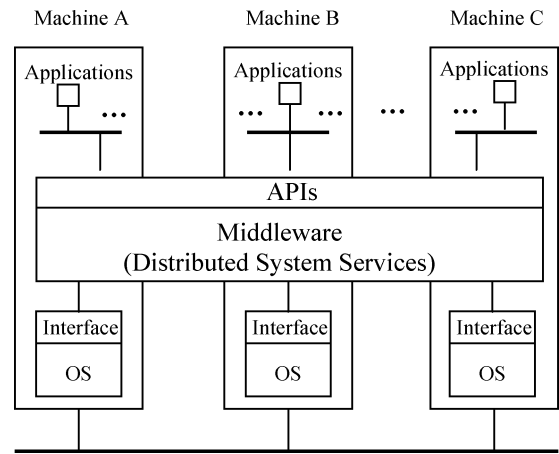 Machine A
Machine B
Machine C
Applications
Applications
Applications
...
...
...
...
...
APIs
Middleware
(Distributed System Services)
Interface
Interface
Interface
OS
OS
OS